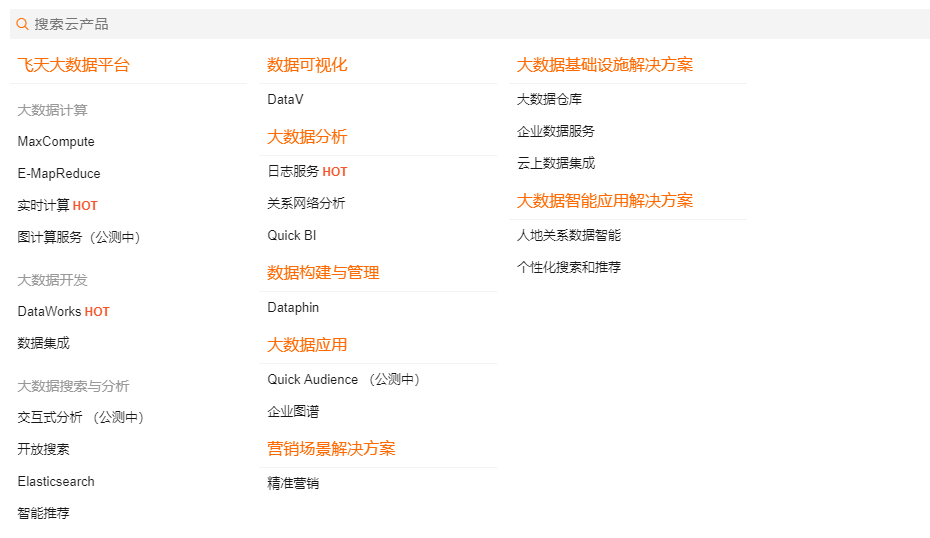 搜索云产品
飞天大数据平台
大数据计算
MaxCompute
E-MapReduce
实时计算 HOT
图计算服务（公测中）
大数据开发
DataWorks HOT
数据集成
大数据搜索与分析
交互式分析 （公测中）
开放搜索
Elasticsearch
智能推荐
数据可视化
DataV
大数据分析
日志服务 HOT
关系网络分析
Quick BI
数据构建与管理
Dataphin
大数据应用
Quick Audience （公测中）
企业图谱
营销场景解决方案
精准营销
大数据基础设施解决方案
大数据仓库
企业数据服务
云上数据集成
大数据智能应用解决方案
人地关系数据智能
个性化搜索和推荐